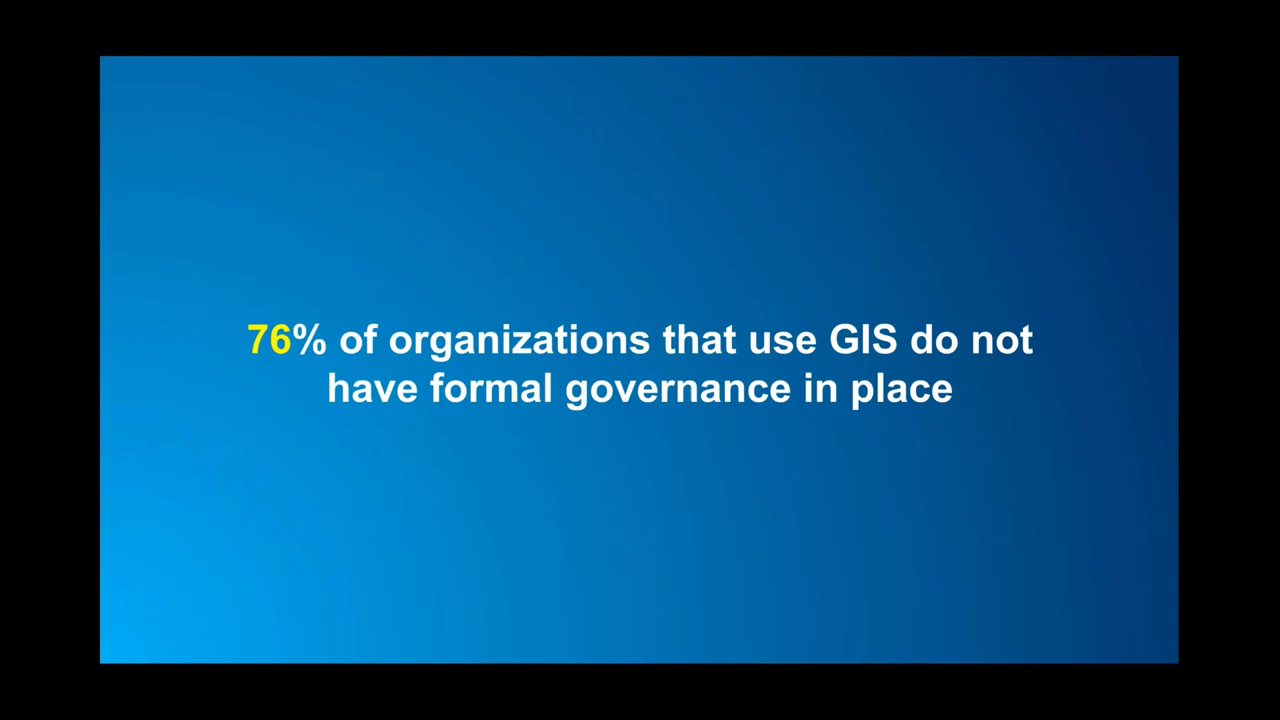 76% of organizations that use GIS do not
have formal governance in place